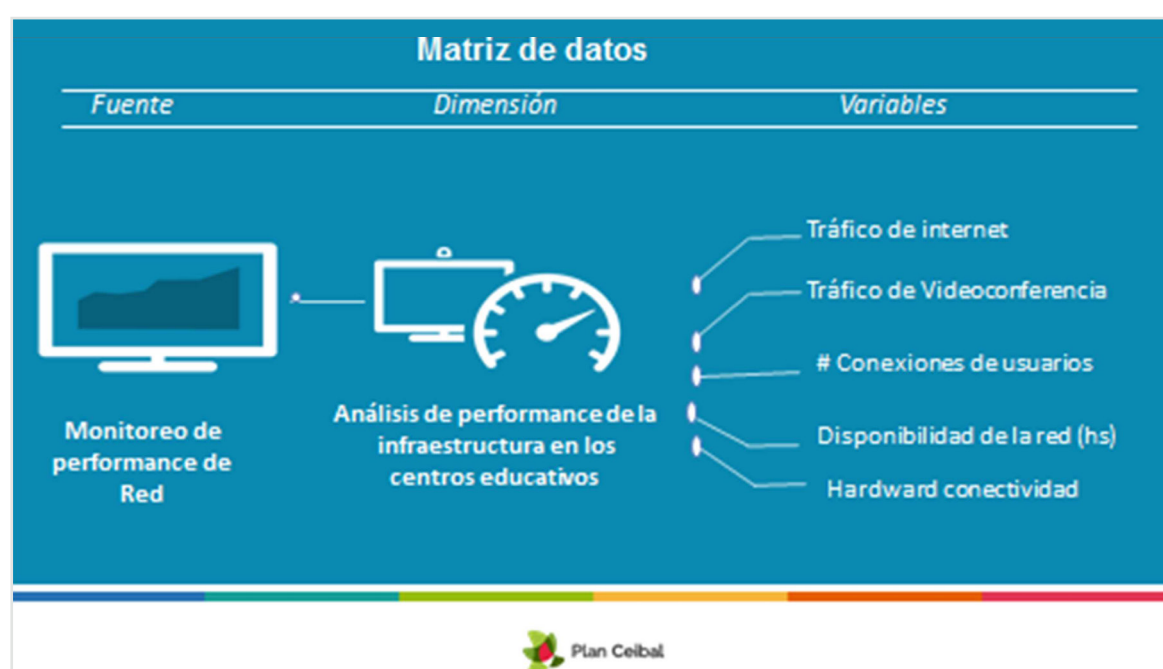 Matriz de datos
Fuente Dimensión Variables
Monitoreo de
performance de
Red
Análisis de performance de la
infraestructura en los
centros educativos
Tráfico de internet
Tráfico de Videoconferencia
# Conexiones de usuarios
Disponibilidad de la red (hs)
Hardward conectividad
Plan Ceibal